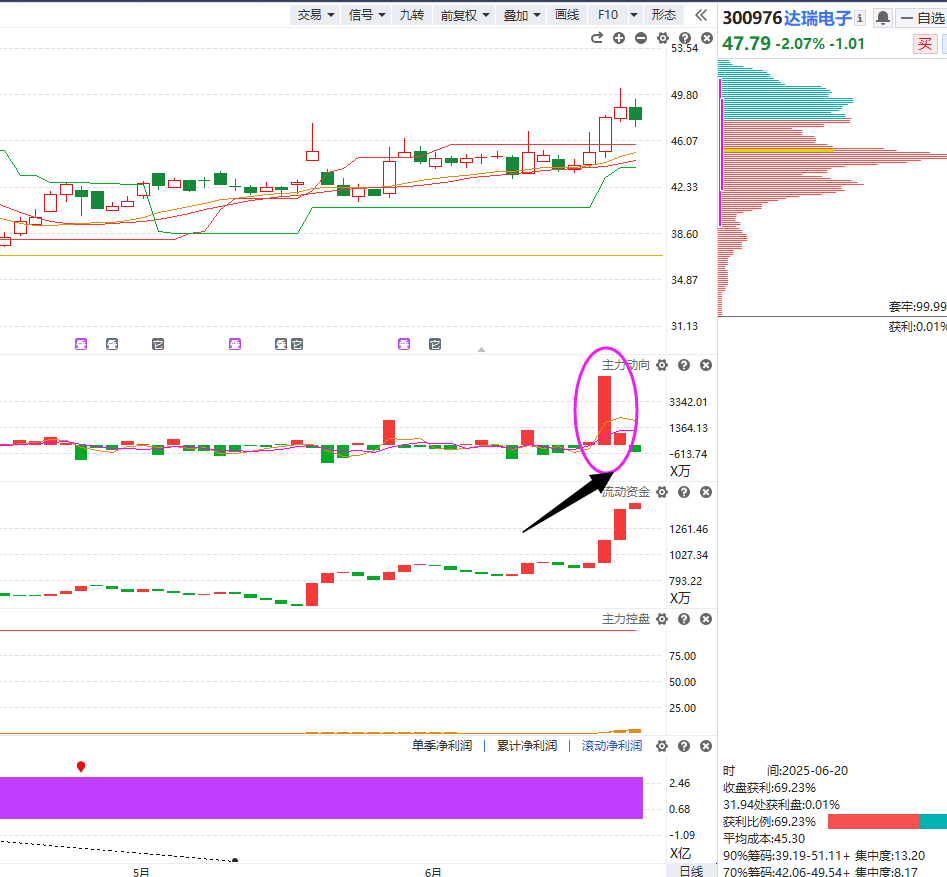 交易 信号 九转 前复权 叠加 画线 F10 形态
300976 达瑞电子 自选
47.79 -2.07% -1.01 买
53.54
49.80
46.07
42.33
38.60
34.87
31.13
套牢:99.99
获利:0.01%
主力动向
3342.01
1364.13
-613.74
X万
流动资金
1261.46
1027.34
793.22
X万
主力控盘
75.00
50.00
25.00
单季净利润 累计净利润 滚动净利润
2.46
0.68
-1.09
X亿
5月 6月 日线
时 间:2025-06-20
收盘获利:69.23%
31.94处获利盘:0.01%
获利比例:69.23%
平均成本:45.30
90%筹码:39.19-51.11+ 集中度:13.20
70%筹码:42.06-49.54+ 集中度:8.17